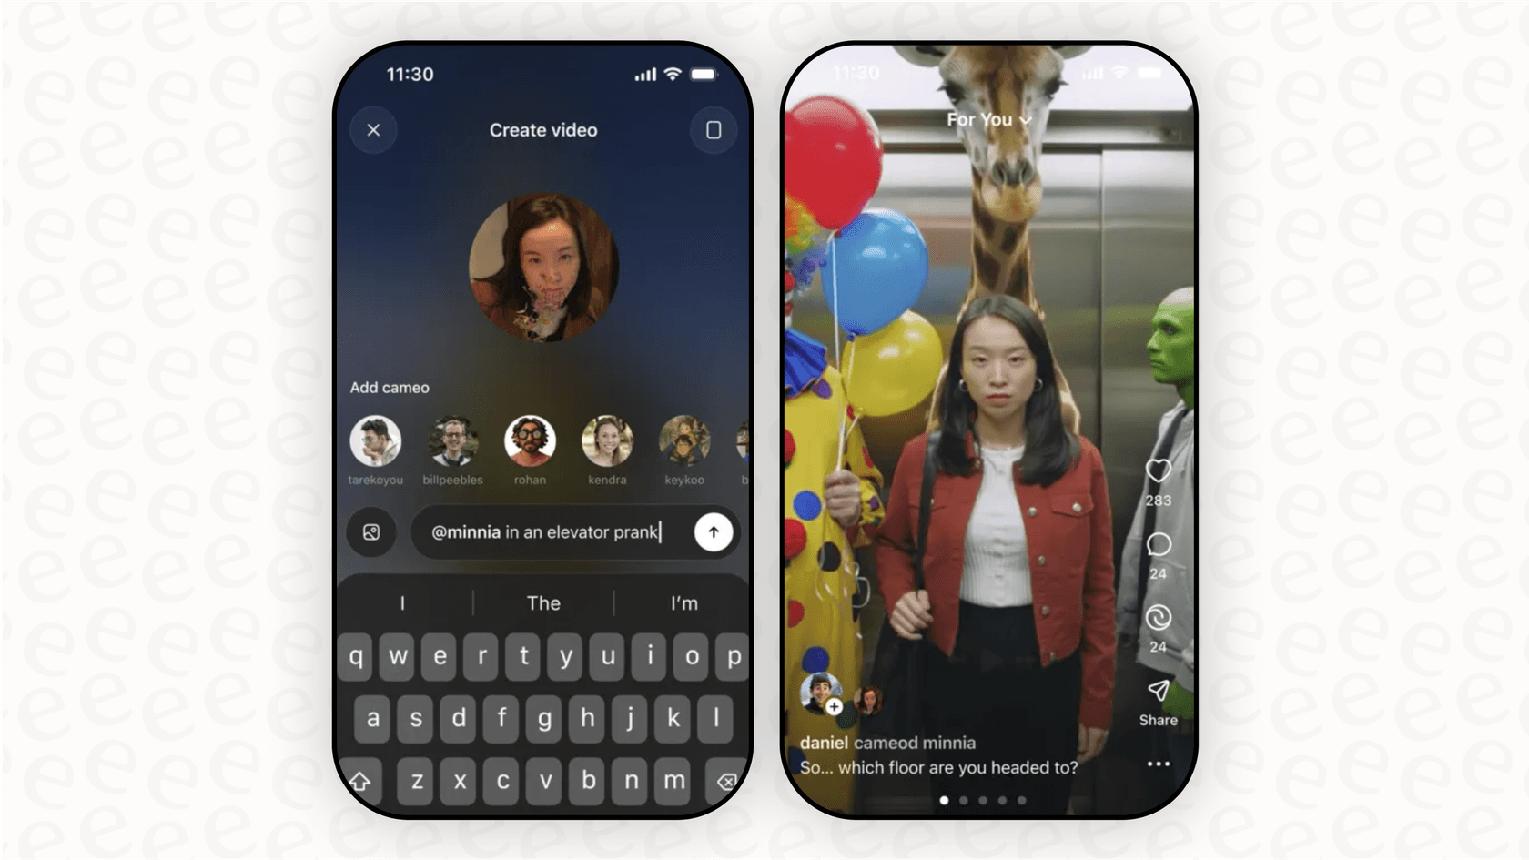 11:30
Create video
Add cameo
tarekoyou
billpeebles
rohan
kendra
keykoo
b
@minnia in an elevator prank
I
The
I'm
q w e r t y u i o p
a s d f g h j k l
z x c v b n m
11:30
For You
283
24
24
Share
daniel cameod minnia
So... which floor are you headed to?